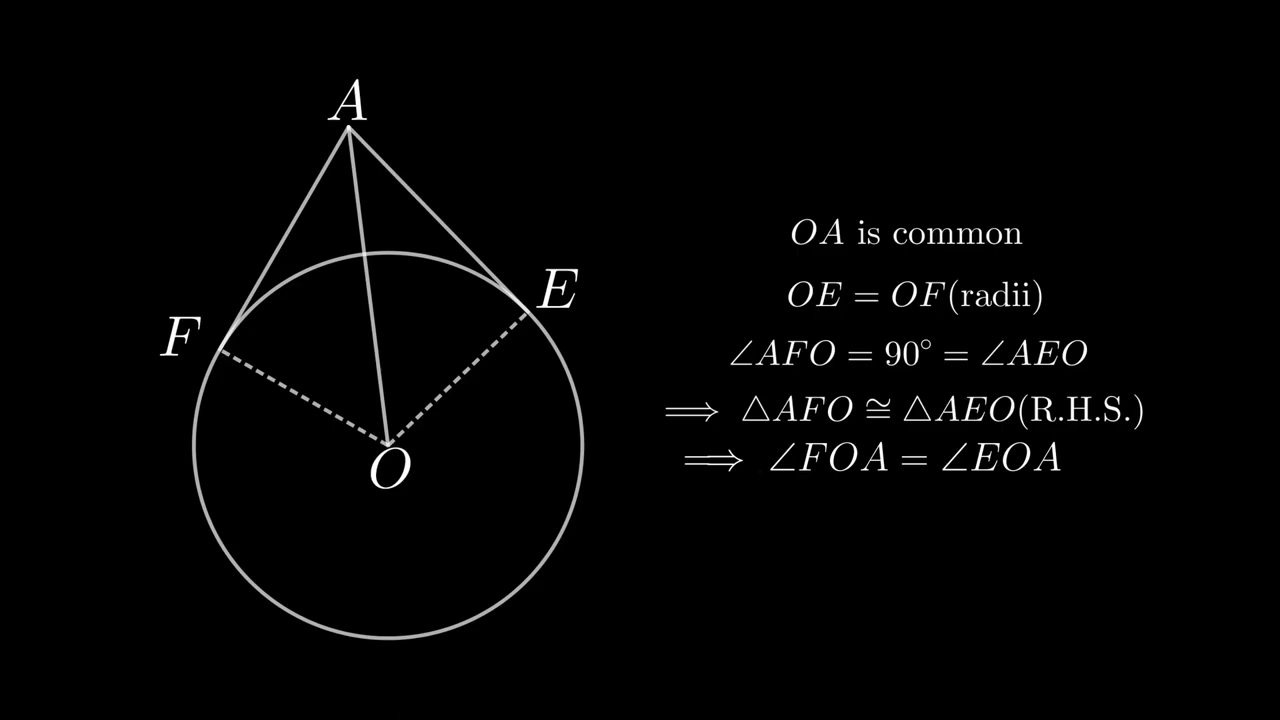 A
F
E
O
OA is common
OE = OF(radii)
∠AFO = 90° = ∠AEO
⟹ △AFO ≅ △AEO(R.H.S.)
⟹ ∠FOA = ∠EOA